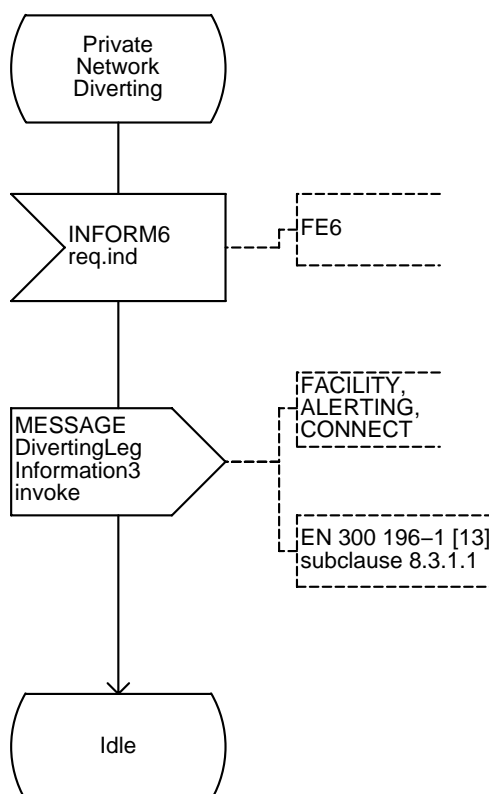 Private
Network
Diverting
INFORM6
req.ind
FE6
MESSAGE
DivertingLeg
Information3
invoke
FACILITY,
ALERTING,
CONNECT
EN 300 196–1 [13]
subclause 8.3.1.1
Idle